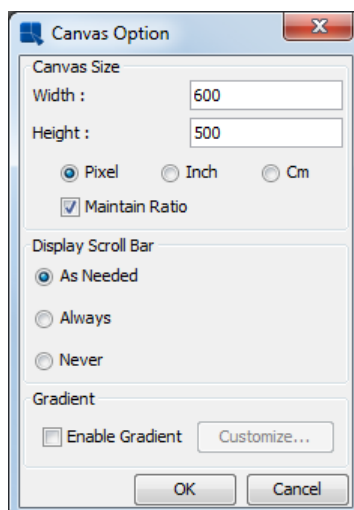 Canvas Option
Canvas Size
Width : 600
Height : 500
Pixel Inch Cm
Maintain Ratio
Display Scroll Bar
As Needed
Always
Never
Gradient
Enable Gradient Customize...
OK Cancel